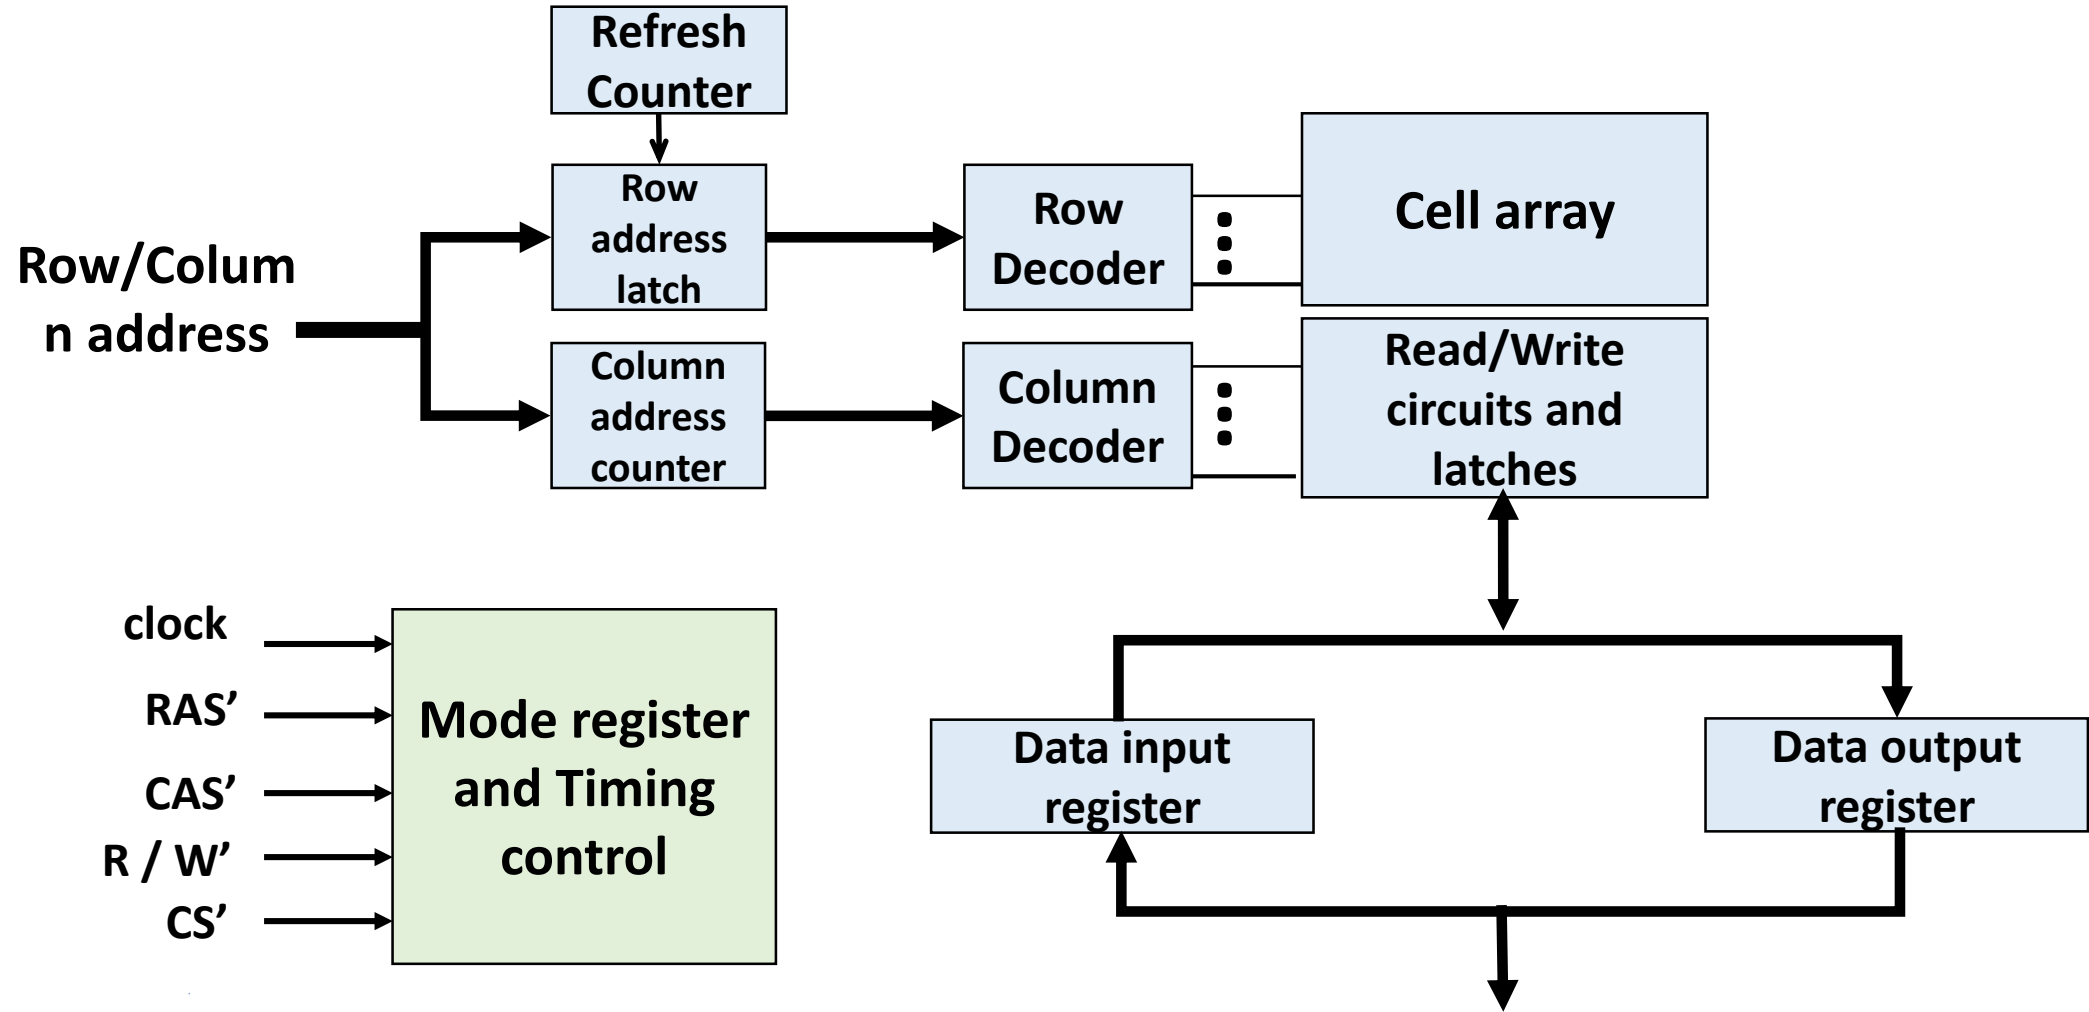 Refresh
Counter
Row
address
latch
Row
Decoder
Cell array
Row/Colum
n address
Column
address
counter
Column
Decoder
Read/Write
circuits and
latches
clock
RAS’
CAS’
R / W’
CS’
Mode register
and Timing
control
Data input
register
Data output
register